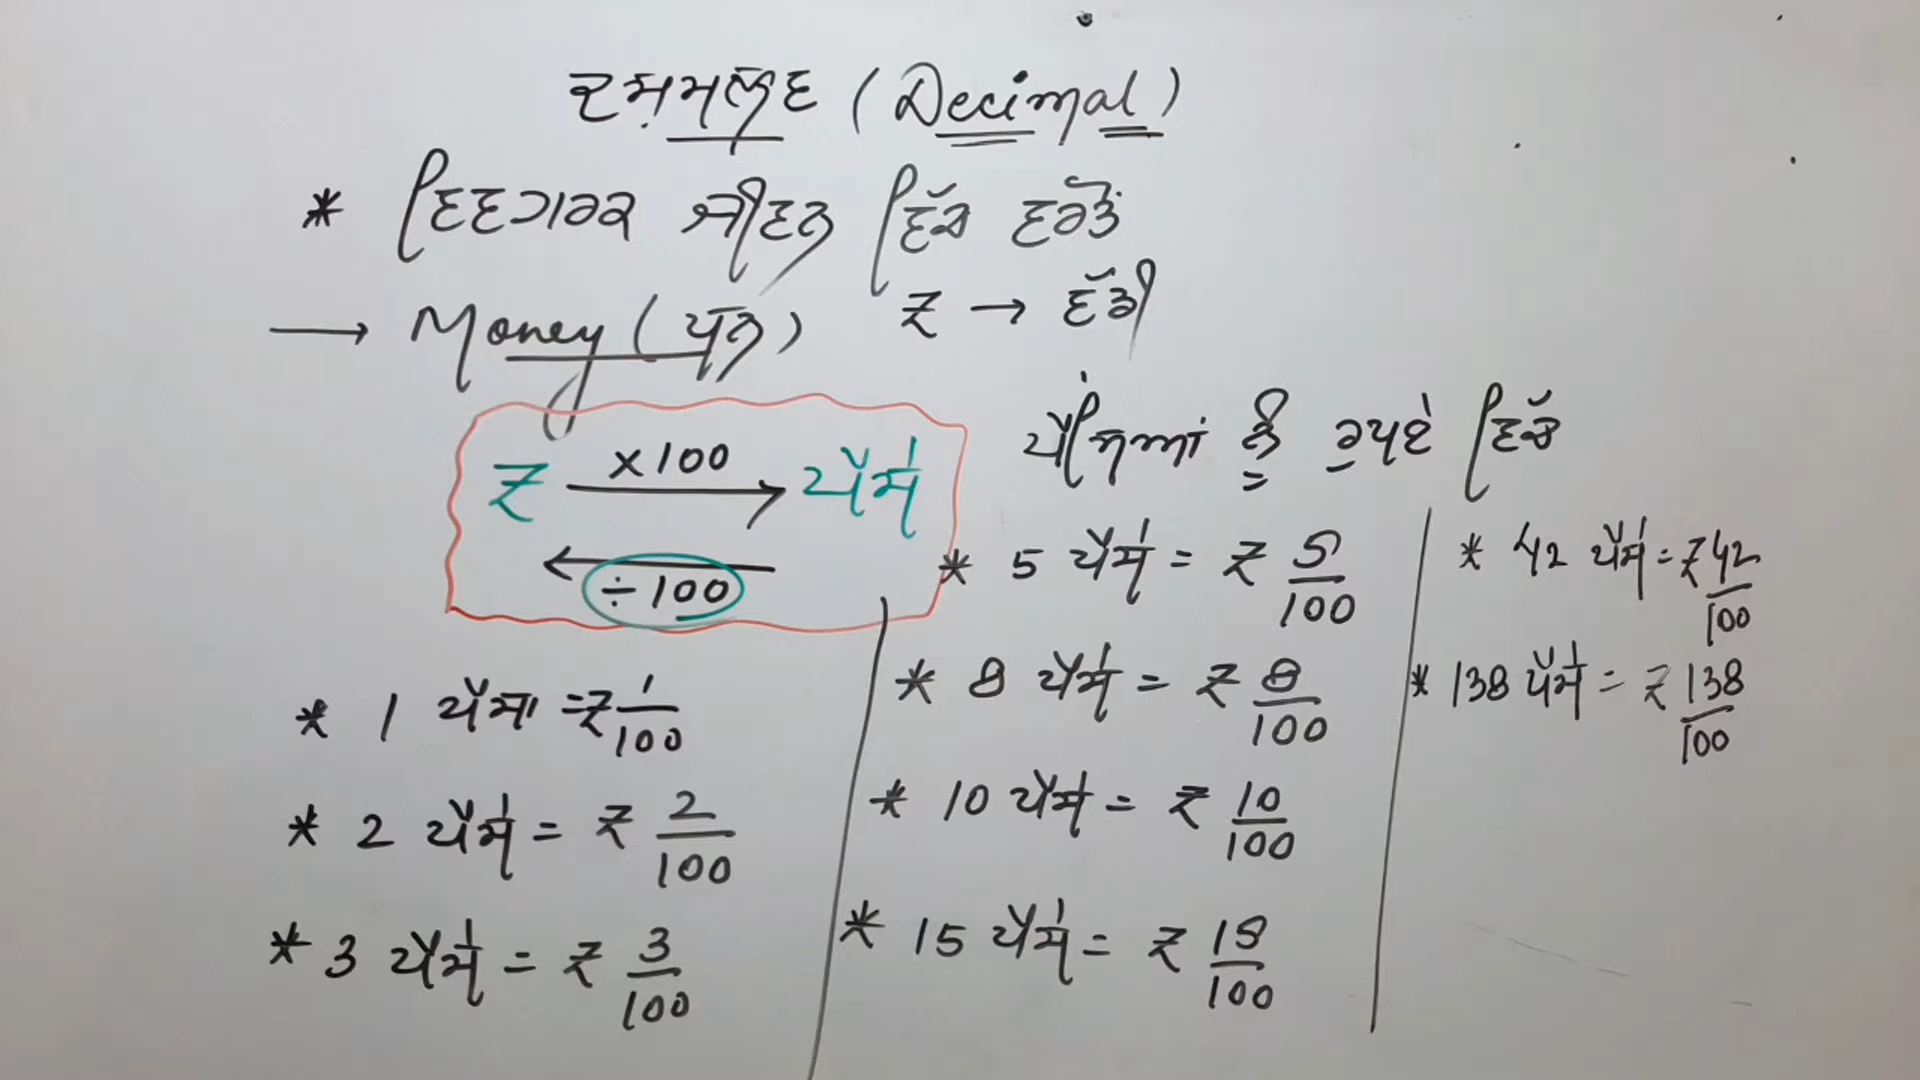 ਦਸ਼ਮਲਵ (Decimal)
* ਵਿਵਹਾਰਕ ਜੀਵਨ ਵਿੱਚ ਵਰਤੋਂ
→ Money (ਧਨ) ₹ → ਵੱਡੀ
₹ ×100 → ਪੈਸੇ
← ÷100
ਪੈਸਿਆਂ ਨੂੰ ਰੁਪਏ ਵਿੱਚ
* 1 ਪੈਸਾ = ₹ 1/100
* 2 ਪੈਸੇ = ₹ 2/100
* 3 ਪੈਸੇ = ₹ 3/100
* 5 ਪੈਸੇ = ₹ 5/100
* 8 ਪੈਸੇ = ₹ 8/100
* 10 ਪੈਸੇ = ₹ 10/100
* 15 ਪੈਸੇ = ₹ 15/100
* 42 ਪੈਸੇ = ₹ 42/100
* 138 ਪੈਸੇ = ₹ 138/100